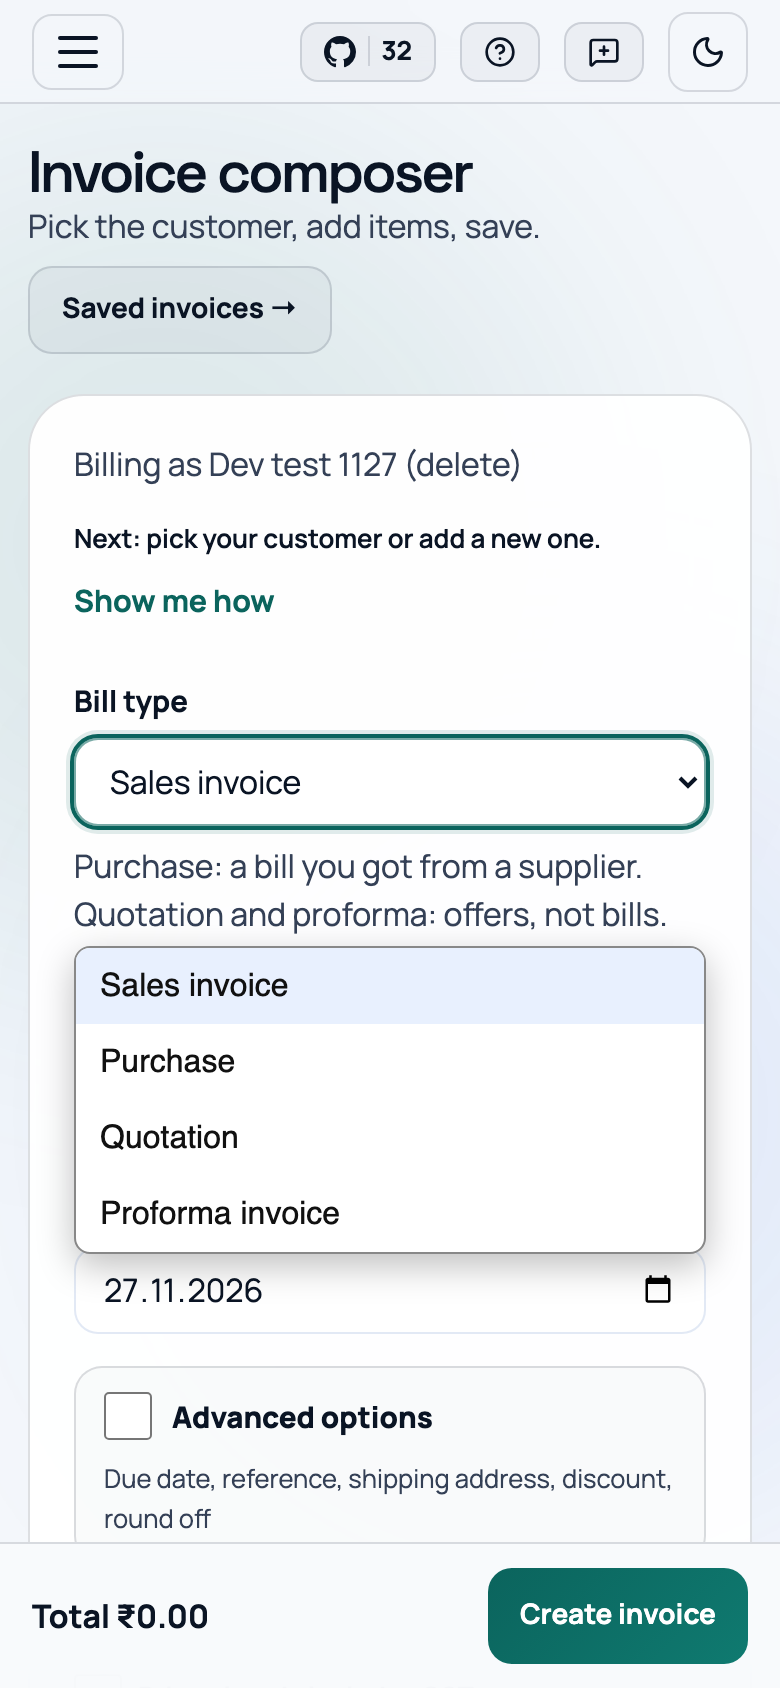 32
Invoice composer
Pick the customer, add items, save.
Saved invoices →
Billing as Dev test 1127 (delete)
Next: pick your customer or add a new one.
Show me how
Bill type
Sales invoice
Purchase: a bill you got from a supplier.
Quotation and proforma: offers, not bills.
Sales invoice
Purchase
Quotation
Proforma invoice
27.11.2026
Advanced options
Due date, reference, shipping address, discount,
round off
Total ₹0.00
Create invoice